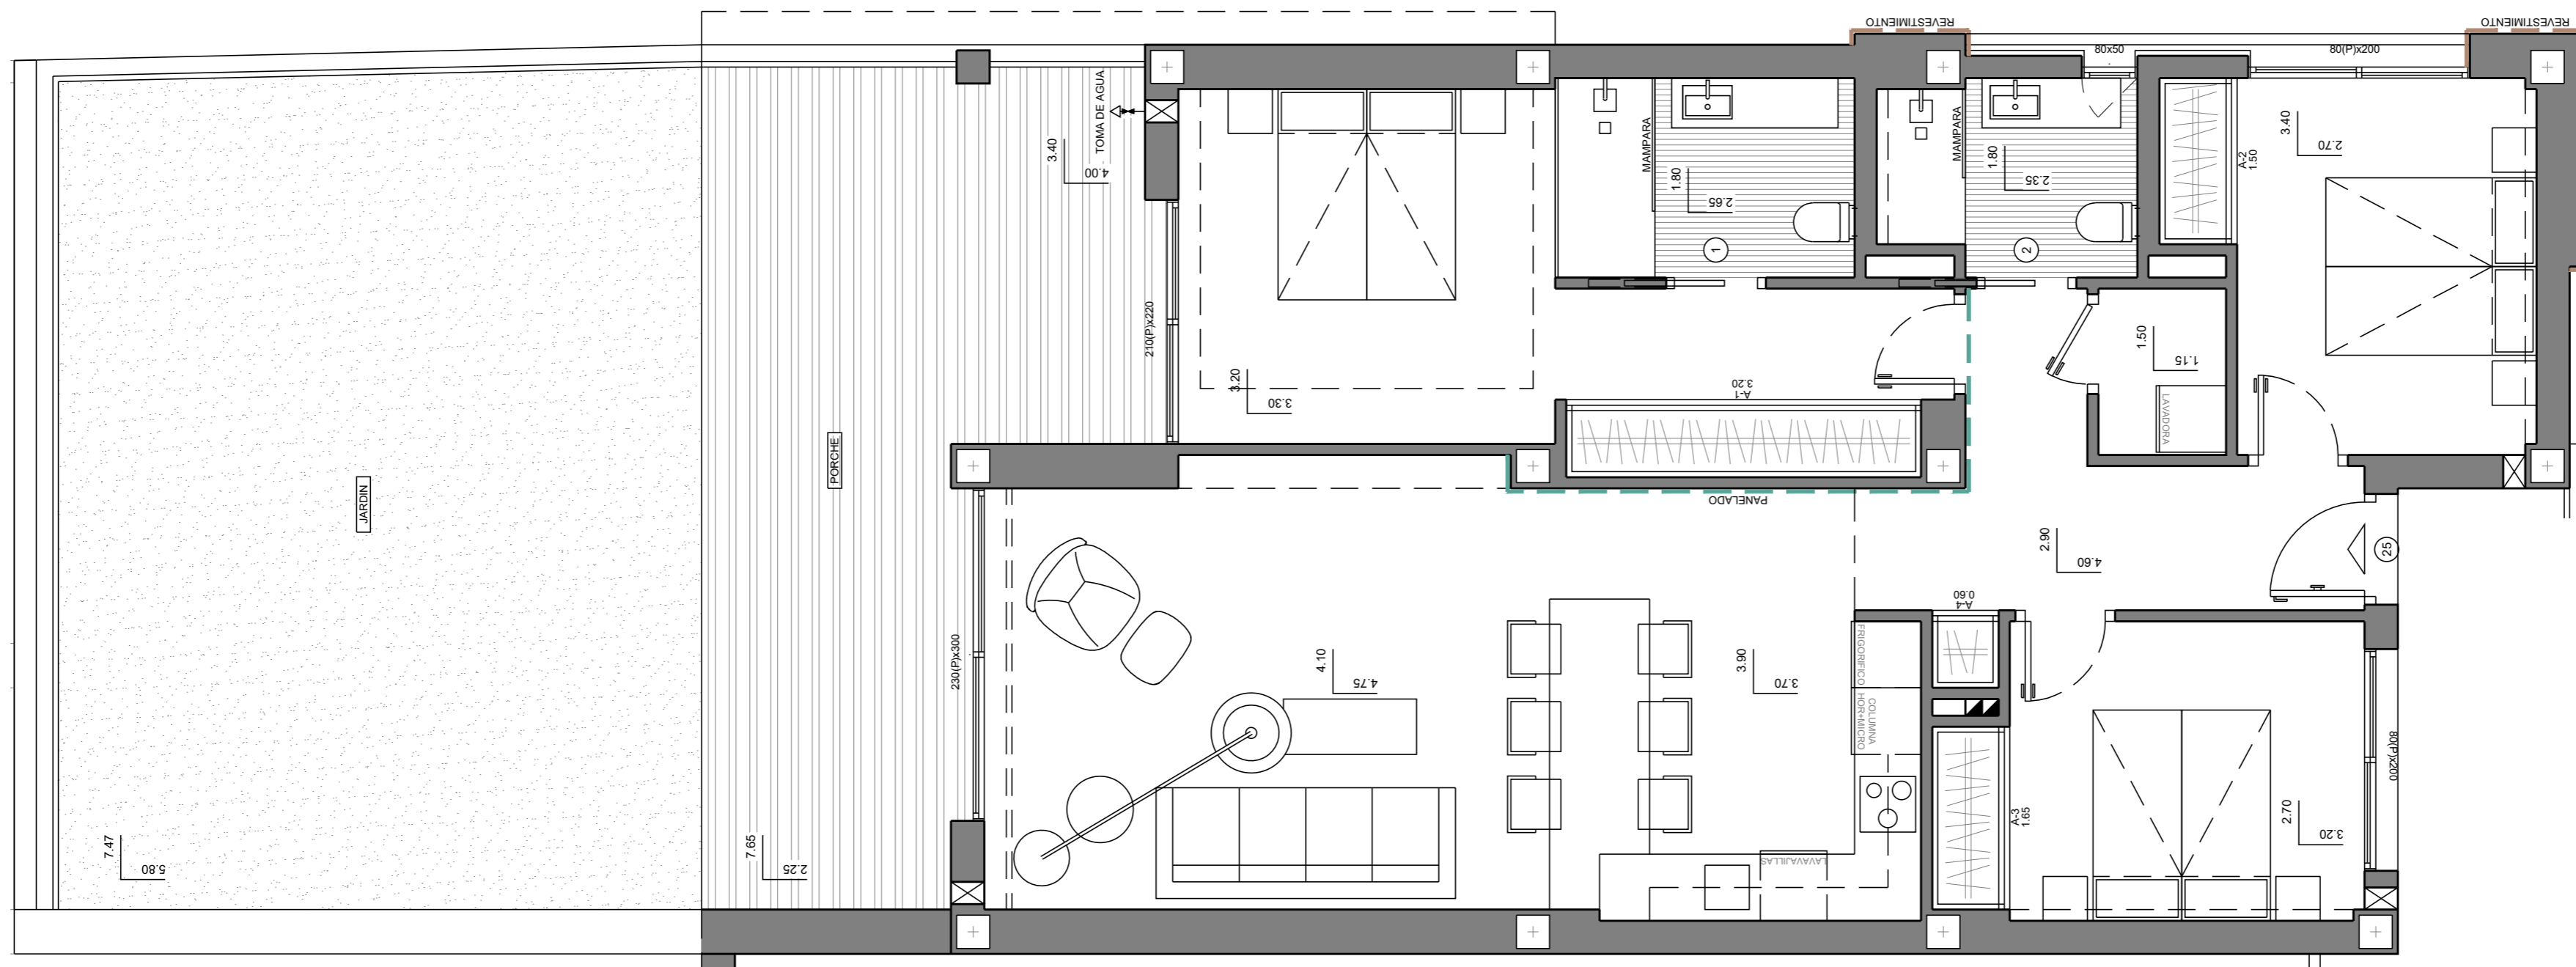 REVESTIMIENTO
REVESTIMIENTO
80x50
80(P)x200
TOMA DE AGUA
3.40
4.00
MAMPARA
1.80
2.65
1
MAMPARA
1.80
2.35
2
A-2
1.50
3.40
2.70
210(P)x220
3.20
3.30
A-1
3.20
1.50
1.15
LAVADORA
JARDIN
PORCHE
PANELADO
2.90
4.60
25
A-4
0.60
230(P)x300
4.10
4.75
3.90
3.70
FRIGORIFICO
COLUMNA
HOR+MICRO
LAVAVAJILLAS
A-3
1.65
2.70
3.20
80(P)x200
7.47
5.80
7.65
2.25